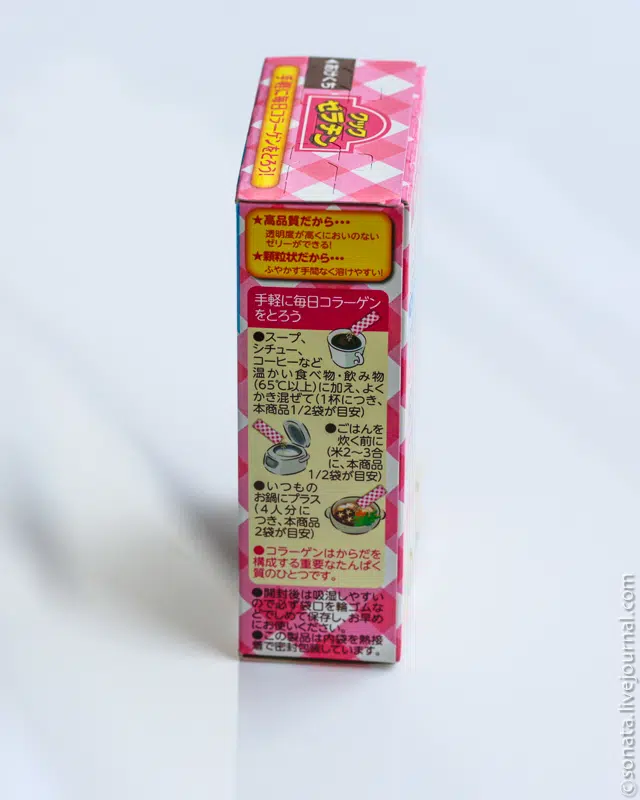 ◀おけくち
クック
ゼラチン
手軽に毎日コラーゲンをとろう!
★高品質だから・・・
透明度が高くにおいのない
ゼリーができる!
★顆粒状だから・・・
ふやかす手間なく溶けやすい!
手軽に毎日コラーゲン
をとろう
●スープ、
シチュー、
コーヒーなど
温かい食べ物・飲み物
(65℃以上)に加え、よく
かき混ぜて(1杯につき、
本商品1/2袋が目安)
●ごはんを
炊く前に
(米2〜3合
に、本商品
1/2袋が目安)
●いつもの
お鍋にプラス
(4人分に
つき、本商品
2袋が目安)
●コラーゲンはからだを
構成する重要なたんぱく
質のひとつです。
●開封後は吸湿しやすい
ので必ず袋口を輪ゴムな
どでしめて保存し、お早め
にお使いください。
●この製品は内袋を熱接
着で密封包装しています。
©sonata.livejournal.com